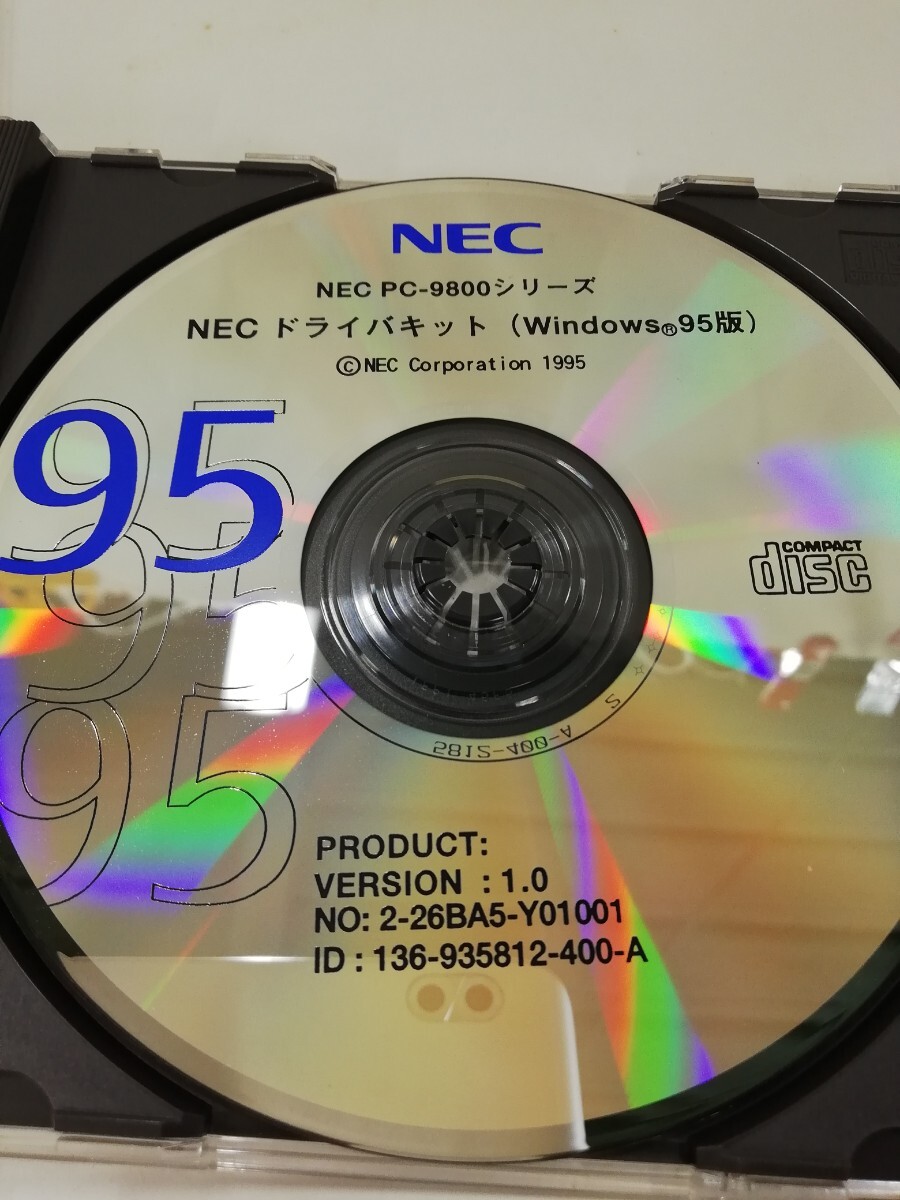 NEC
NEC PC-9800シリーズ
NEC ドライバキット（Windows®95版）
©NEC Corporation 1995
95
95
95
COMPACT
disc
5812-400-A S
PRODUCT:
VERSION : 1.0
NO: 2-26BA5-Y01001
ID : 136-935812-400-A